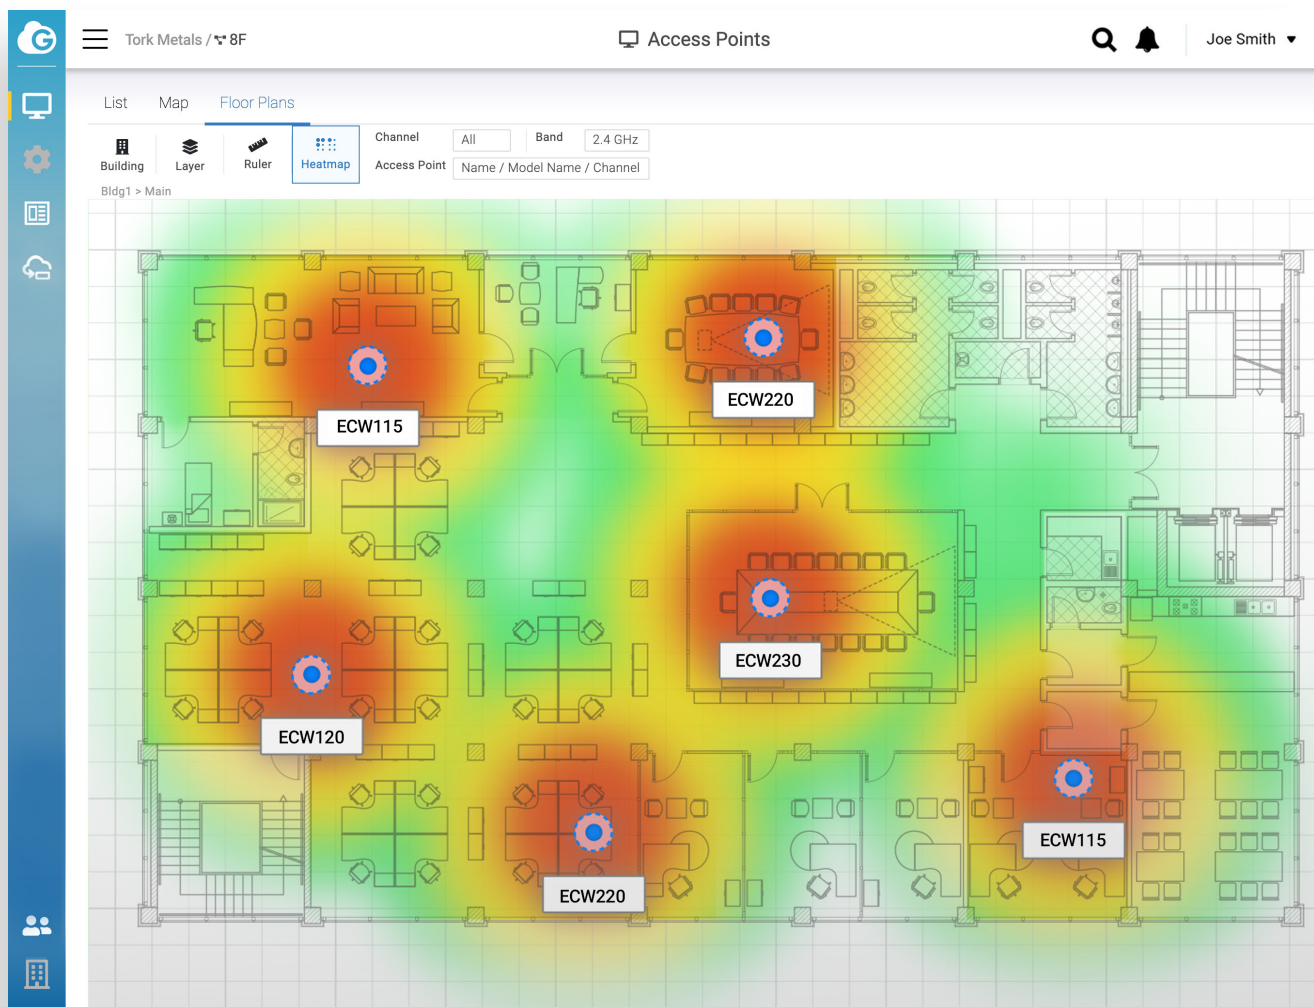 Tork Metals / 8F
Access Points
Joe Smith
List Map Floor Plans
Building
Layer
Ruler
Heatmap
Channel All Band 2.4 GHz
Access Point Name / Model Name / Channel
Bldg1 > Main
ECW220
ECW115
ECW230
ECW120
ECW115
ECW220